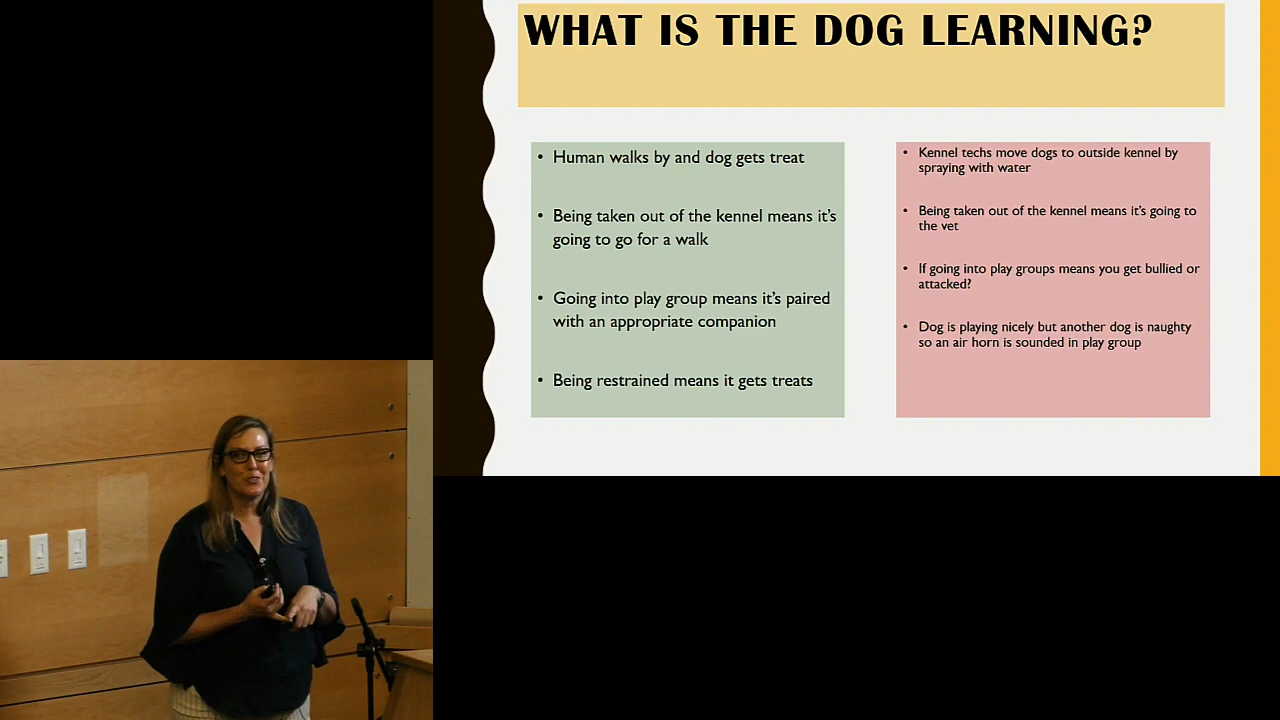 WHAT IS THE DOG LEARNING?
• Human walks by and dog gets treat
• Being taken out of the kennel means it's
going to go for a walk
• Going into play group means it's paired
with an appropriate companion
• Being restrained means it gets treats
• Kennel techs move dogs to outside kennel by
spraying with water
• Being taken out of the kennel means it's going to
the vet
• If going into play groups means you get bullied or
attacked?
• Dog is playing nicely but another dog is naughty
so an air horn is sounded in play group